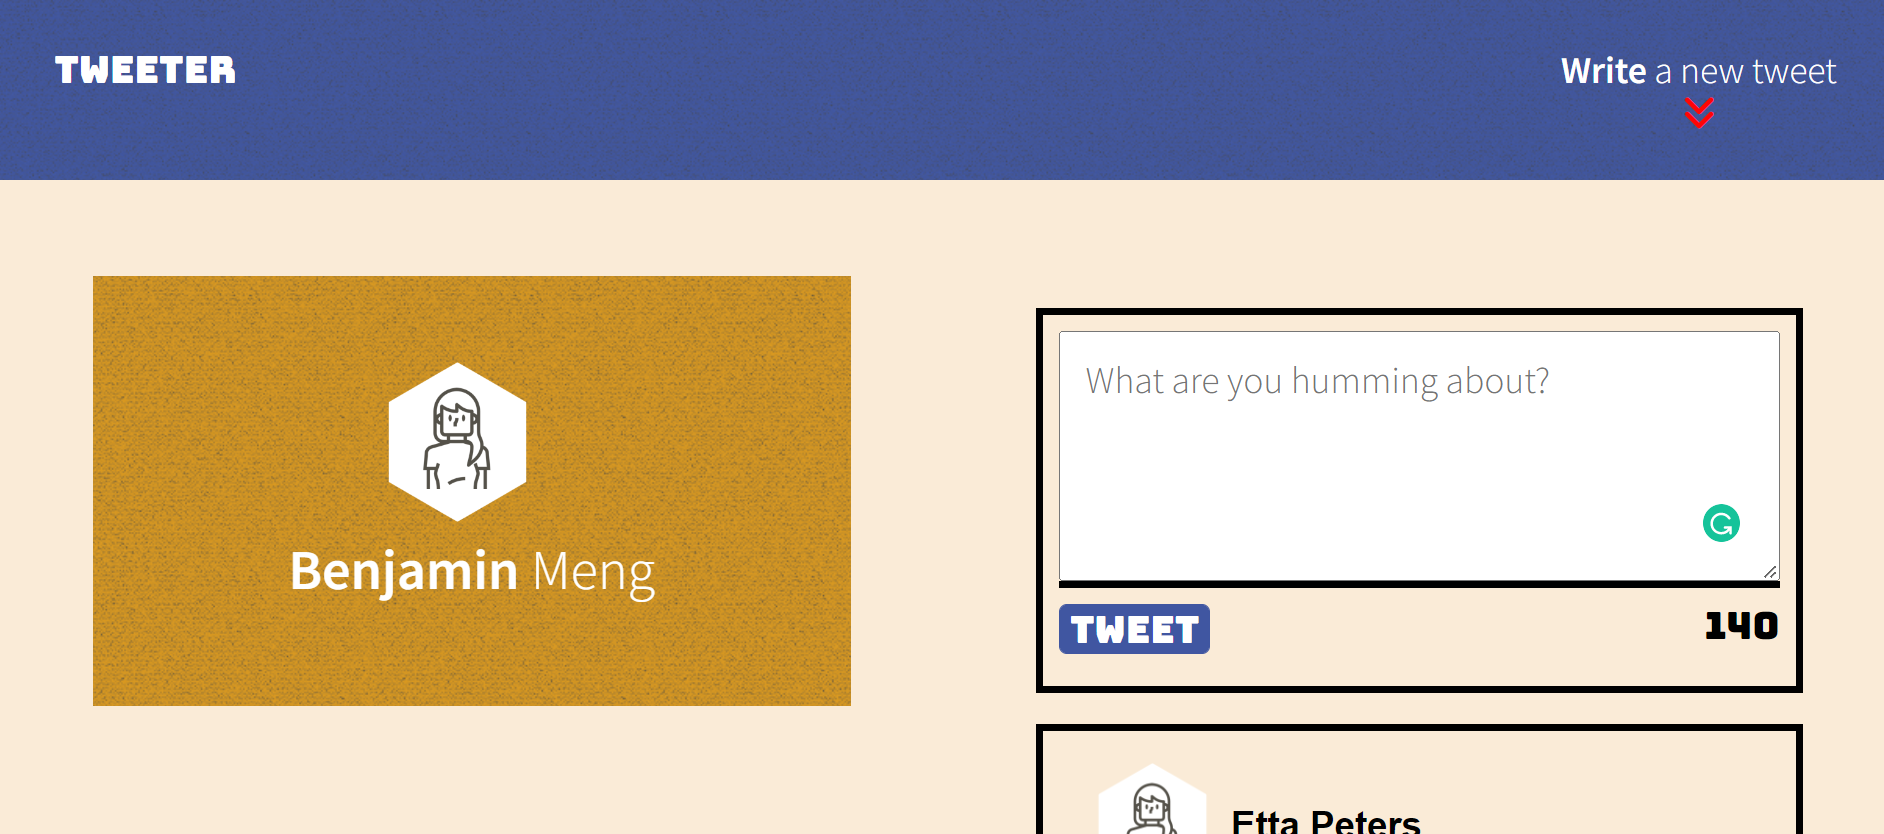 TWEETER
Write a new tweet
Benjamin Meng
What are you humming about?
TWEET
140
Etta Peters